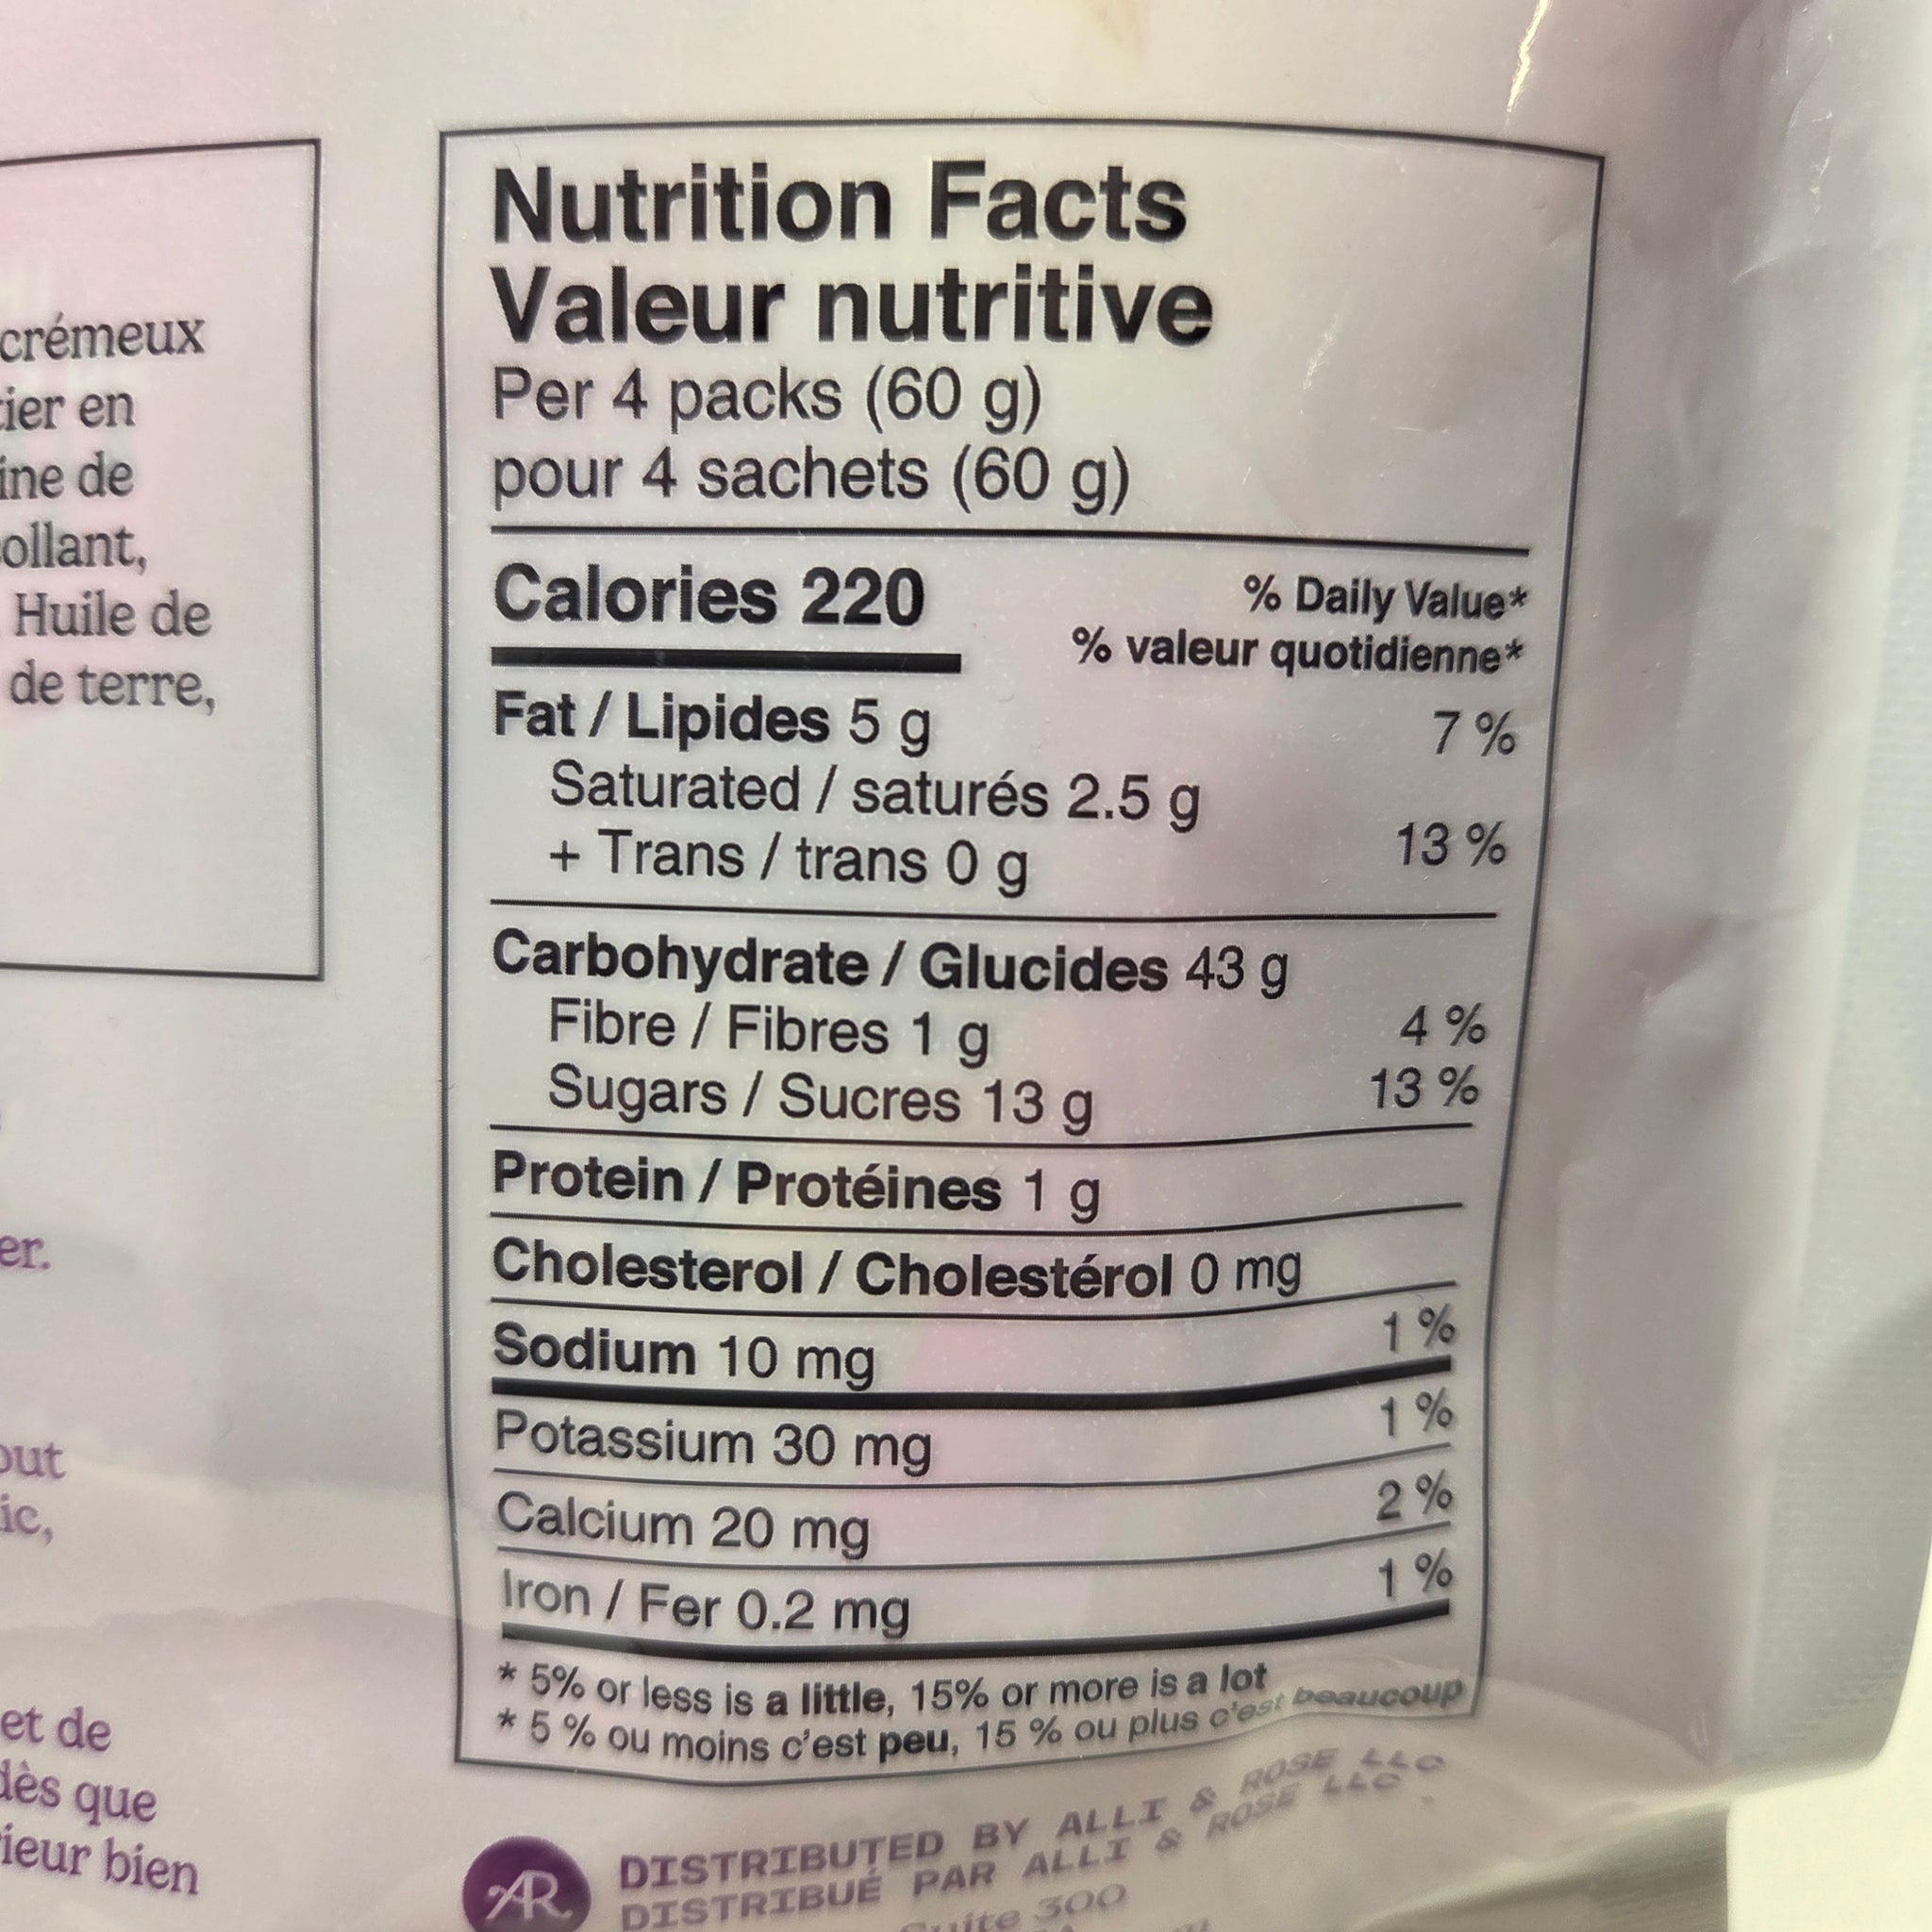 crémeux
ier en
ine de
ollant,
Huile de
de terre,
er.
out
ic,
et de
dès que
ieur bien
Nutrition Facts
Valeur nutritive
Per 4 packs (60 g)
pour 4 sachets (60 g)
Calories 220
% Daily Value*
% valeur quotidienne*
Fat / Lipides 5 g 7 %
Saturated / saturés 2.5 g
+ Trans / trans 0 g 13 %
Carbohydrate / Glucides 43 g
Fibre / Fibres 1 g 4 %
Sugars / Sucres 13 g 13 %
Protein / Protéines 1 g
Cholesterol / Cholestérol 0 mg
Sodium 10 mg 1 %
Potassium 30 mg 1 %
Calcium 20 mg 2 %
Iron / Fer 0.2 mg 1 %
* 5% or less is a little, 15% or more is a lot
* 5 % ou moins c'est peu, 15 % ou plus c'est beaucoup
AR.
DISTRIBUTED BY ALLI & ROSE LLC
DISTRIBUÉ PAR ALLI & ROSE LLC
Suite 300